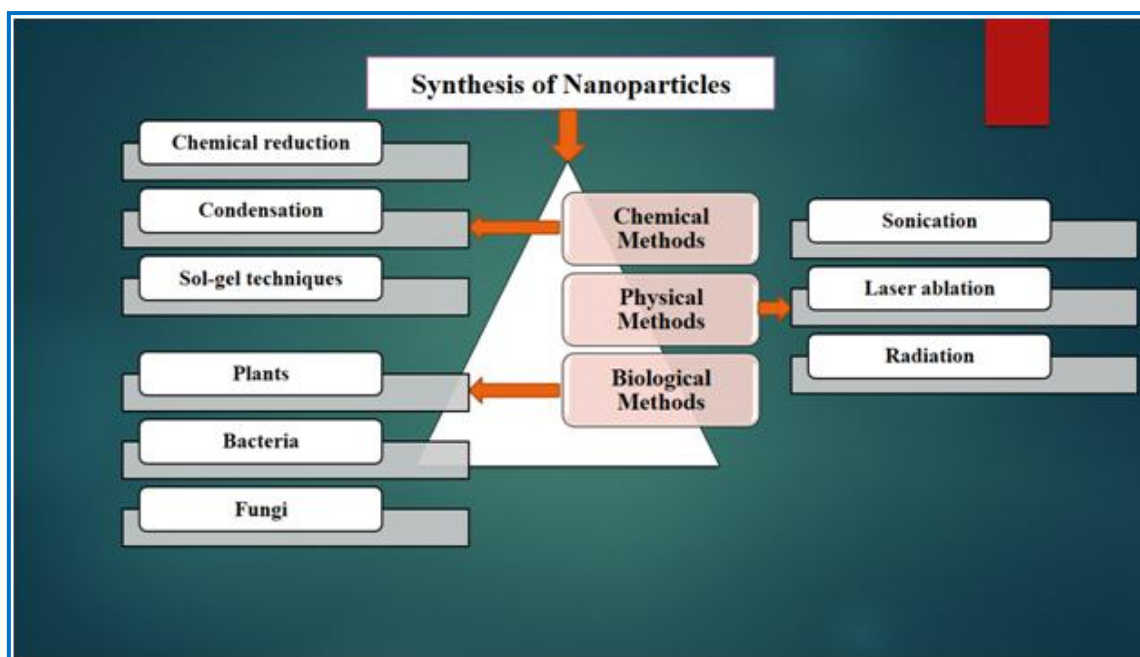 Synthesis of Nanoparticles
Chemical reduction
Condensation
Sol-gel techniques
Plants
Bacteria
Fungi
Chemical
Methods
Physical
Methods
Biological
Methods
Sonication
Laser ablation
Radiation